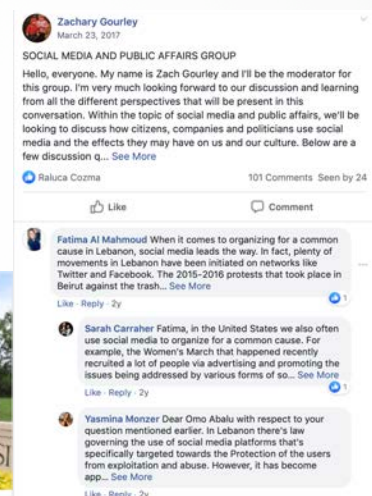 Zachary Gourley
March 23, 2017
SOCIAL MEDIA AND PUBLIC AFFAIRS GROUP
Hello, everyone. My name is Zach Gourley and I'll be the moderator for
this group. I'm very much looking forward to our discussion and learning
from all the different perspectives that will be present in this
conversation. Within the topic of social media and public affairs, we'll be
looking to discuss how citizens, companies and politicians use social
media and the effects they may have on us and our culture. Below are a
few discussion q... See More
Raluca Cozma 101 Comments Seen by 24
Like Comment
Fatima Al Mahmoud When it comes to organizing for a common
cause in Lebanon, social media leads the way. In fact, plenty of
movements in Lebanon have been initiated on networks like
Twitter and Facebook. The 2015-2016 protests that took place in
Beirut against the trash... See More
1
Like · Reply · 2y
Sarah Carraher Fatima, in the United States we also often
use social media to organize for a common cause. For
example, the Women's March that happened recently
recruited a lot of people via advertising and promoting the
issues being addressed by various forms of so... See More
1
Like · Reply · 2y
Yasmina Monzer Dear Omo Abalu with respect to your
question mentioned earlier. In Lebanon there's law
governing the use of social media platforms that's
specifically targeted towards the Protection of the users
from exploitation and abuse. However, it has become
app... See More
Like · Reply · 2y